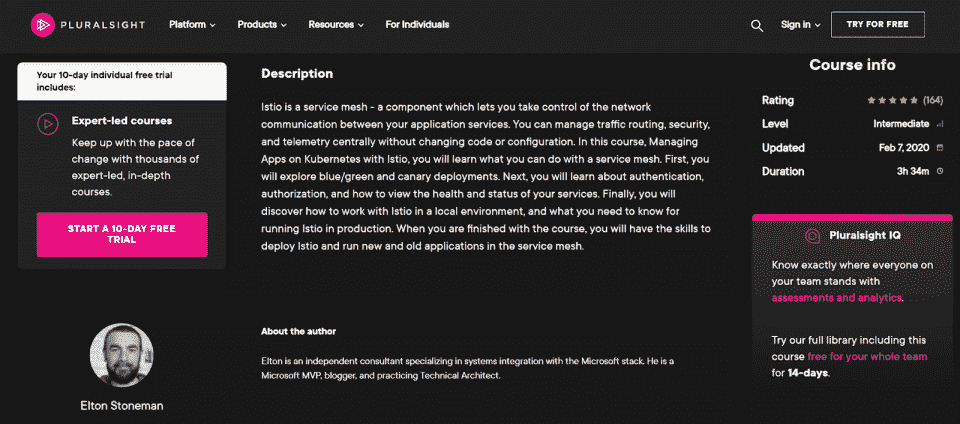 PLURALSIGHT Platform Products Resources For Individuals Sign in TRY FOR FREE
Your 10-day individual free trial
includes:
Expert-led courses
Keep up with the pace of
change with thousands of
expert-led, in-depth
courses.
START A 10-DAY FREE
TRIAL
Description
Istio is a service mesh - a component which lets you take control of the network
communication between your application services. You can manage traffic routing, security,
and telemetry centrally without changing code or configuration. In this course, Managing
Apps on Kubernetes with Istio, you will learn what you can do with a service mesh. First, you
will explore blue/green and canary deployments. Next, you will learn about authentication,
authorization, and how to view the health and status of your services. Finally, you will
discover how to work with Istio in a local environment, and what you need to know for
running Istio in production. When you are finished with the course, you will have the skills to
deploy Istio and run new and old applications in the service mesh.
Course info
Rating (164)
Level Intermediate
Updated Feb 7, 2020
Duration 3h 34m
Pluralsight IQ
Know exactly where everyone on
your team stands with
assessments and analytics.
Try our full library including this
course free for your whole team
for 14-days.
Elton Stoneman
About the author
Elton is an independent consultant specializing in systems integration with the Microsoft stack. He is a
Microsoft MVP, blogger, and practicing Technical Architect.